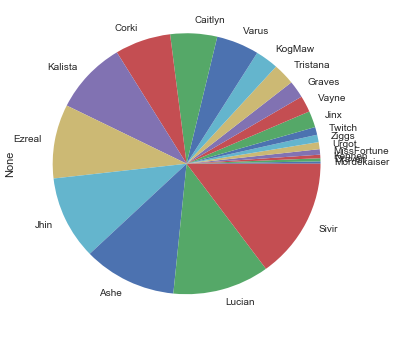 Caitlyn
Corki
Varus
KogMaw
Tristana
Kalista
Graves
Vayne
Jinx
Twitch
Ziggs
Urgot
MissFortune
Mordekaiser
Ezreal
None
Jhin
Sivir
Ashe
Lucian